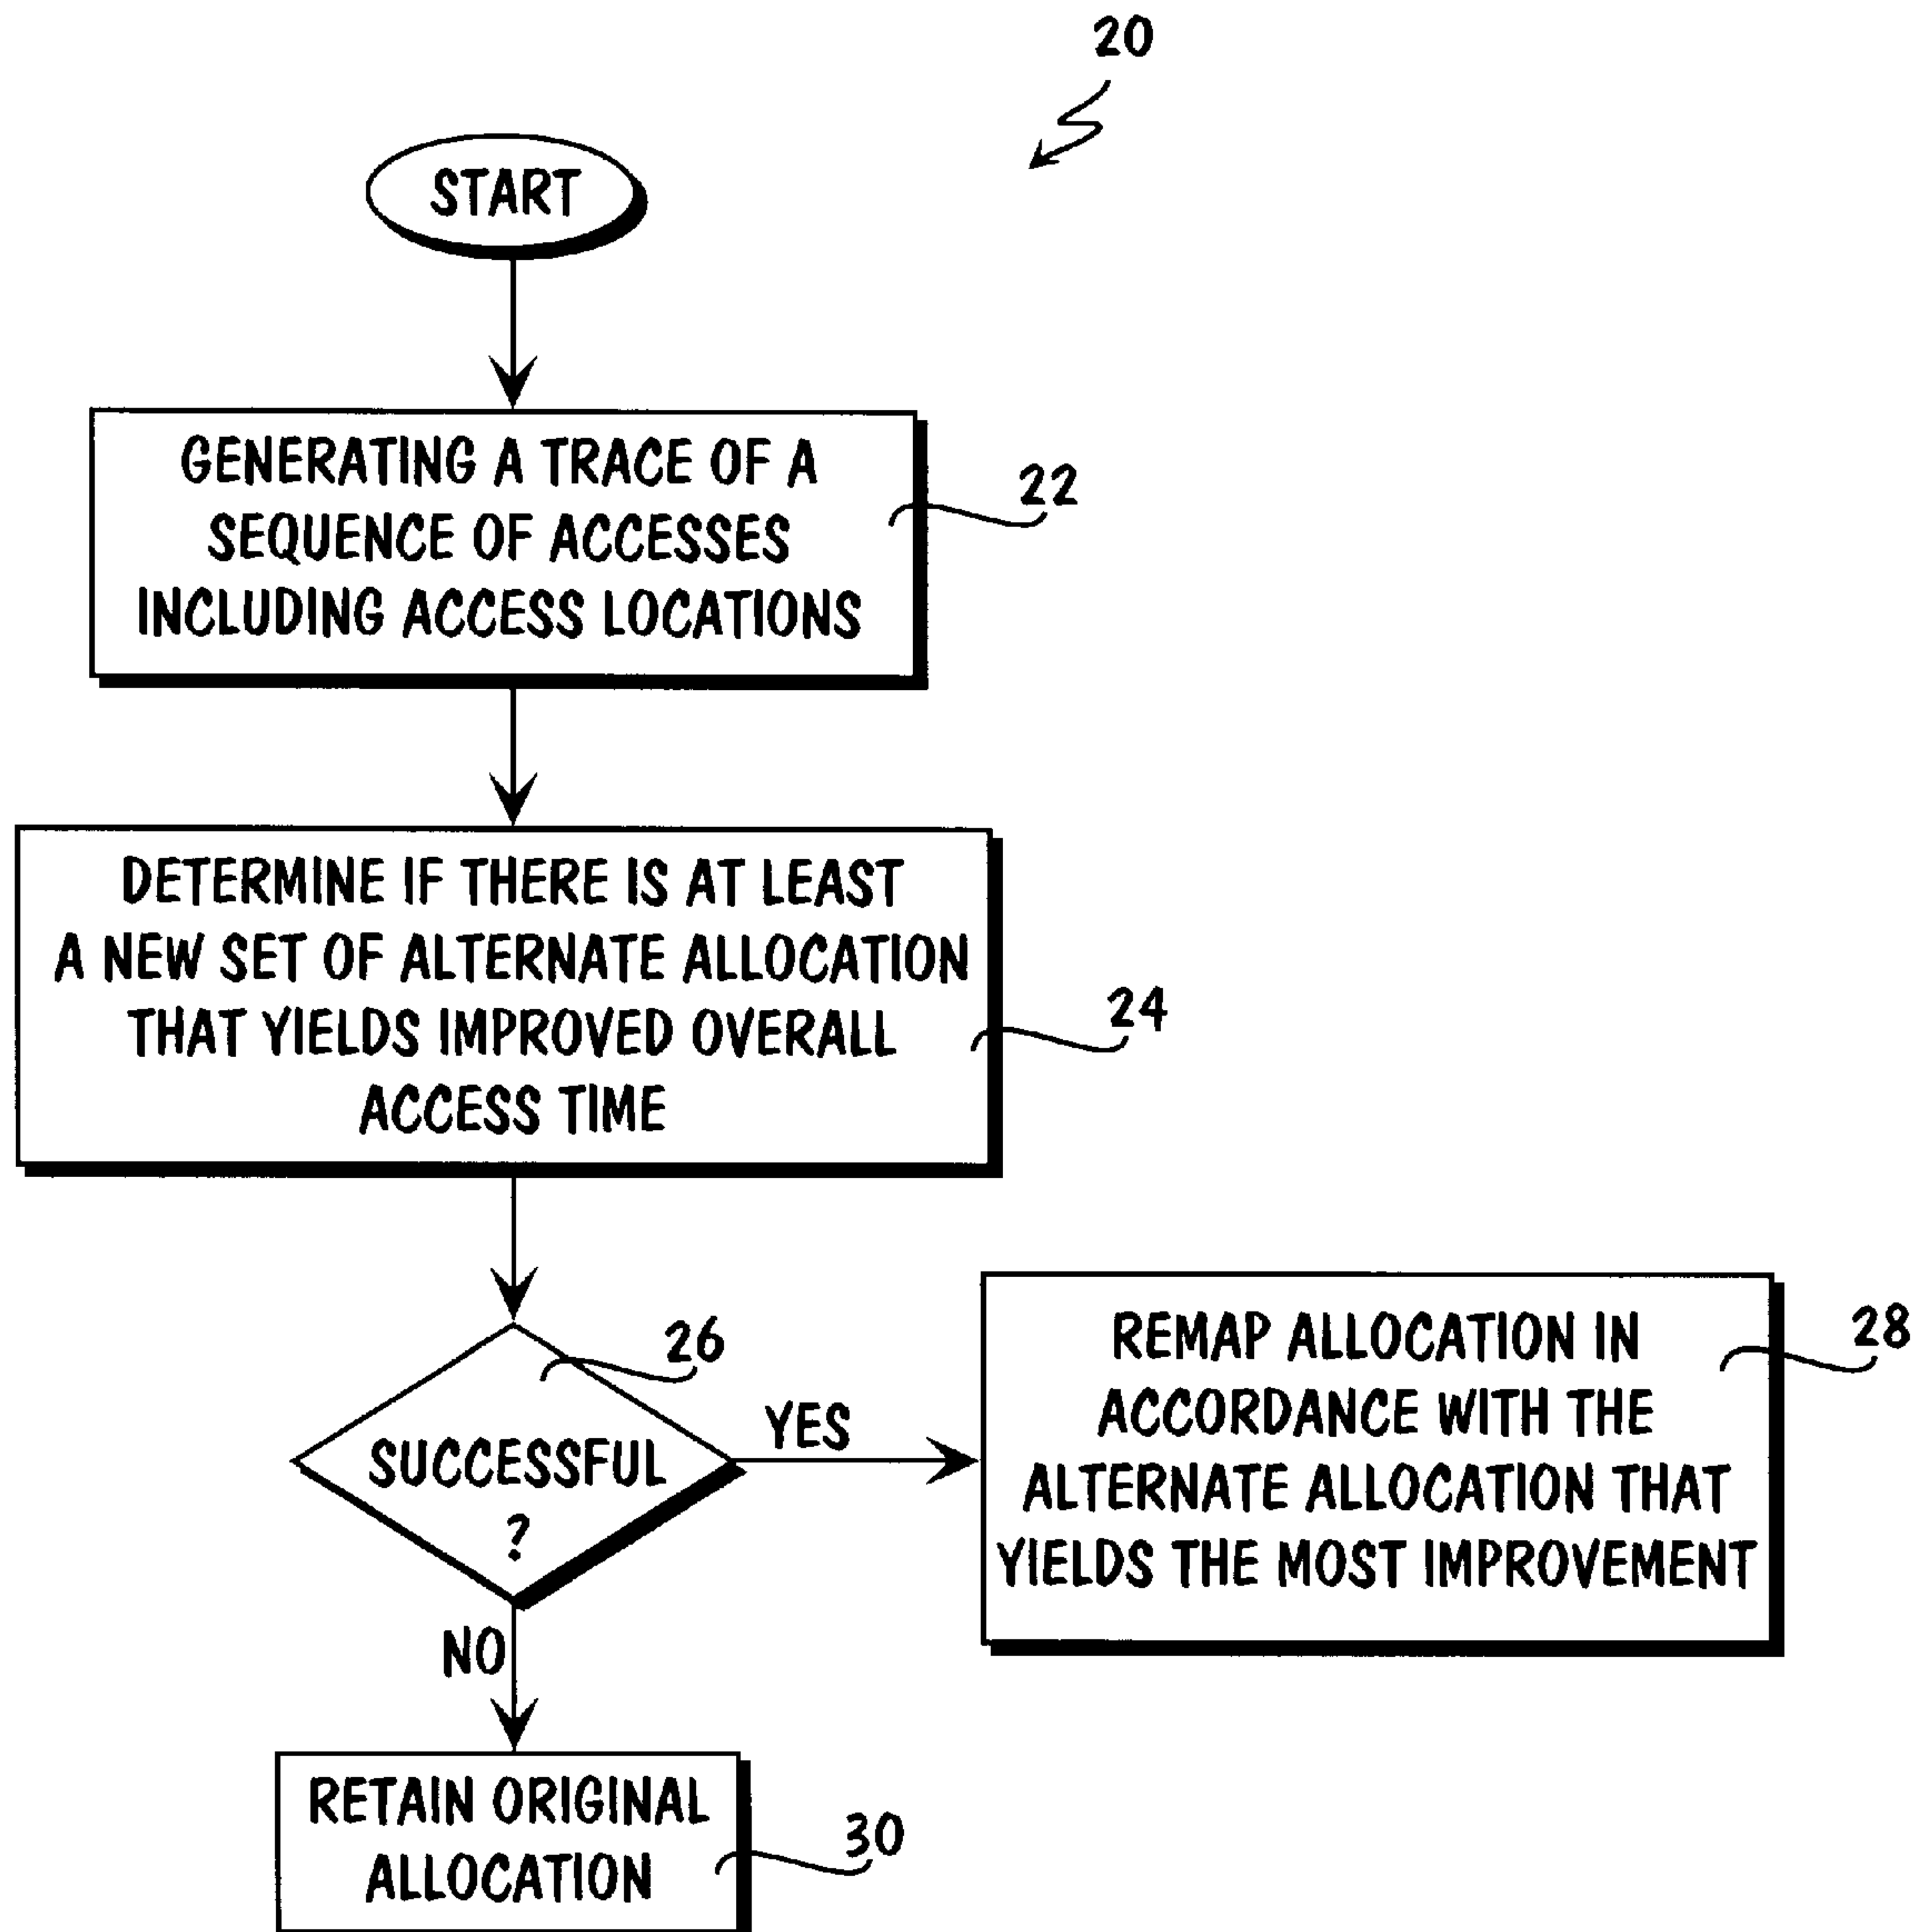 20
START
GENERATING A TRACE OF A
SEQUENCE OF ACCESSES
INCLUDING ACCESS LOCATIONS
22
DETERMINE IF THERE IS AT LEAST
A NEW SET OF ALTERNATE ALLOCATION
THAT YIELDS IMPROVED OVERALL
ACCESS TIME
24
26
SUCCESSFUL
?
YES
REMAP ALLOCATION IN
ACCORDANCE WITH THE
ALTERNATE ALLOCATION THAT
YIELDS THE MOST IMPROVEMENT
28
NO
RETAIN ORIGINAL
ALLOCATION
30